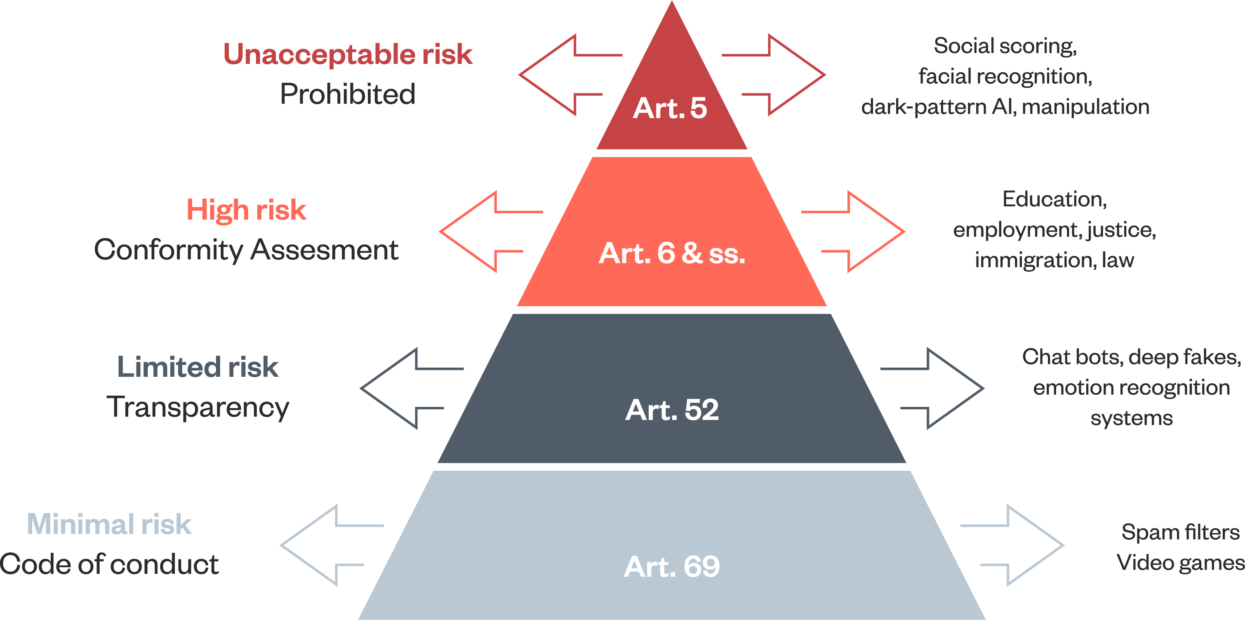 Unacceptable risk
Prohibited
Art. 5
Social scoring,
facial recognition,
dark-pattern AI, manipulation
High risk
Conformity Assesment
Art. 6 & ss.
Education,
employment, justice,
immigration, law
Limited risk
Transparency
Art. 52
Chat bots, deep fakes,
emotion recognition
systems
Minimal risk
Code of conduct
Art. 69
Spam filters
Video games